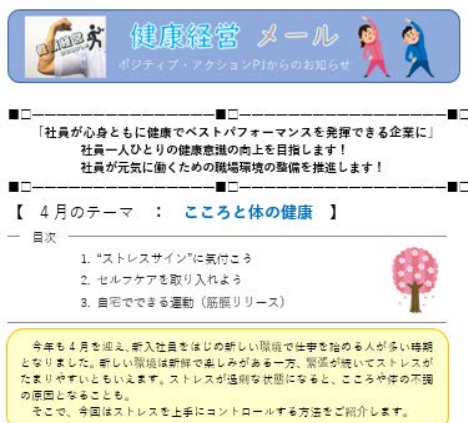 健康経営
健康経営 メール
ポジティブ・アクションPJからのお知らせ
■□――――――――――――――――――■□――――――――――――――――――――■□
「社員が心身ともに健康でベストパフォーマンスを発揮できる企業に」
社員一人ひとりの健康意識の向上を目指します！
社員が元気に働くための職場環境の整備を推進します！
■□――――――――――――――――――■□――――――――――――――――――――■□
【 4月のテーマ ： こころと体の健康 】
目次
1. “ストレスサイン”に気付こう
2. セルフケアを取り入れよう
3. 自宅でできる運動（筋膜リリース）
今年も4月を迎え、新入社員をはじめ新しい環境で仕事を始める人が多い時期
となりました。新しい環境は新鮮で楽しみがある一方、緊張が続いてストレスが
たまりやすいともいえます。ストレスが過剰な状態になると、こころや体の不調
の原因となることも。
そこで、今回はストレスを上手にコントロールする方法をご紹介します。